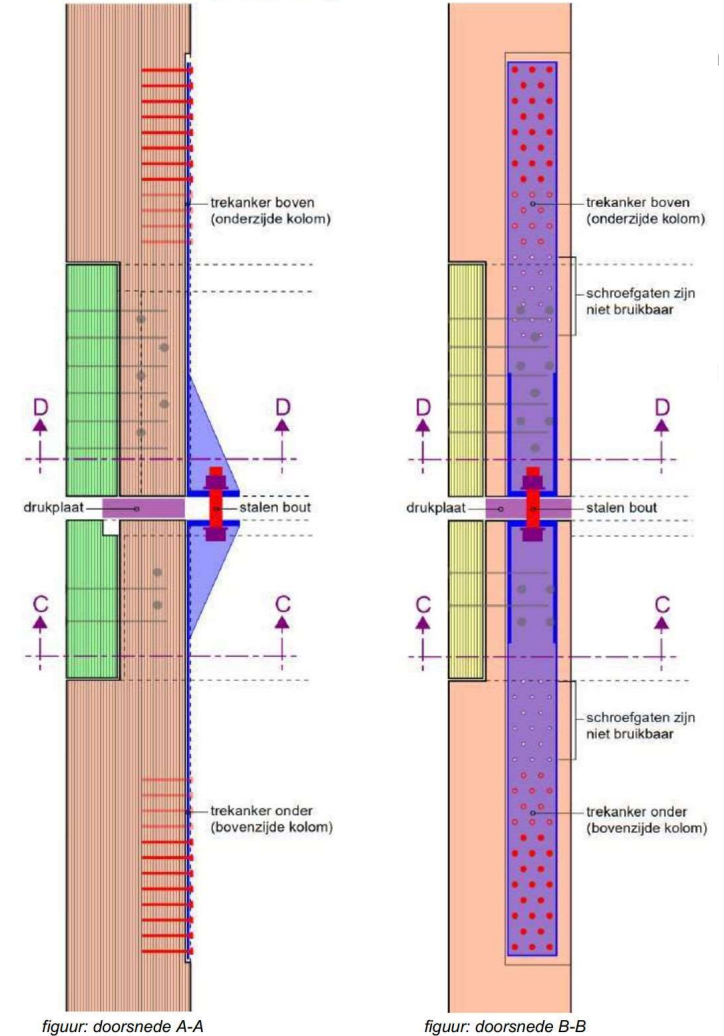 trekanker boven
(onderzijde kolom)
D
D
drukplaat
stalen bout
C
C
trekanker onder
(bovenzijde kolom)
figuur: doorsnede A-A
trekanker boven
(onderzijde kolom)
schroefgaten zijn
niet bruikbaar
D
D
drukplaat
stalen bout
C
C
schroefgaten zijn
niet bruikbaar
trekanker onder
(bovenzijde kolom)
figuur: doorsnede B-B